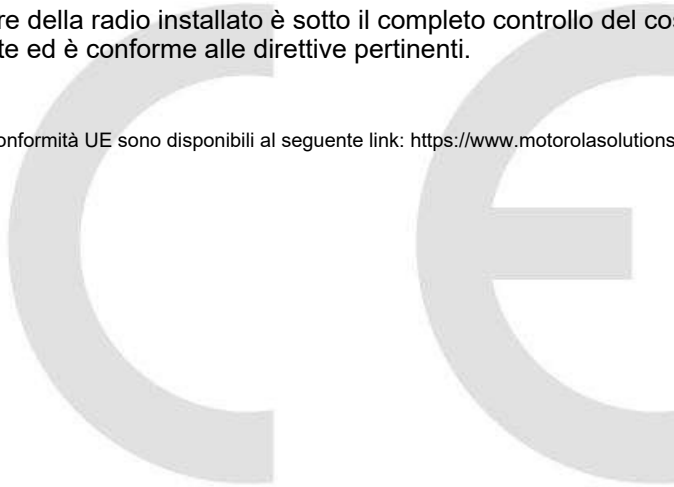 re della radio installato è sotto il completo controllo del cos
te ed è conforme alle direttive pertinenti.
onformità UE sono disponibili al seguente link: https://www.motorolasolutions
CE